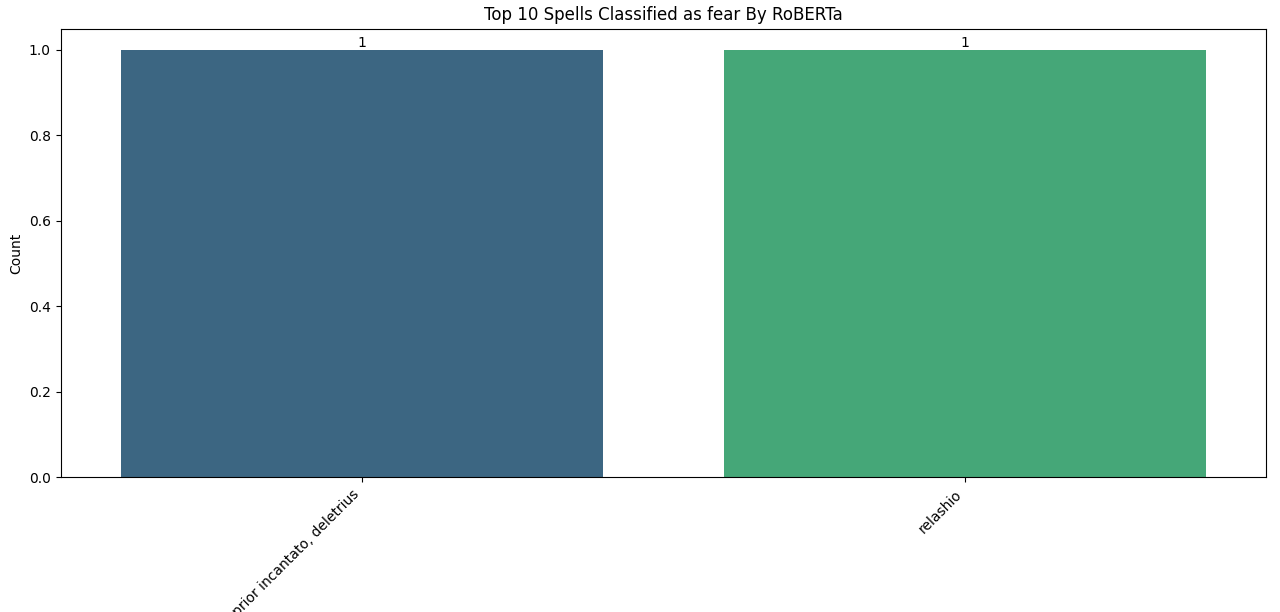 Top 10 Spells Classified as fear By RoBERTa
1
1
1.0
0.8
0.6
0.4
0.2
0.0
Count
prior incantato, deletrius
relashio